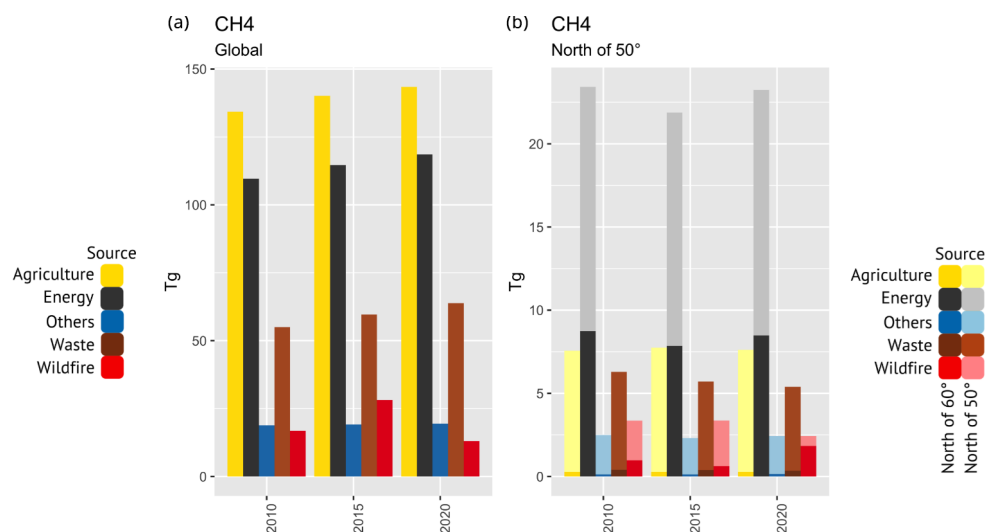 (a) CH4
Global
Tg
150
100
50
0
2010
2015
2020
Source
Agriculture
Energy
Others
Waste
Wildfire
(b) CH4
North of 50°
Tg
20
15
10
5
0
2010
2015
2020
Source
Agriculture
Energy
Others
Waste
Wildfire
North of 60°
North of 50°